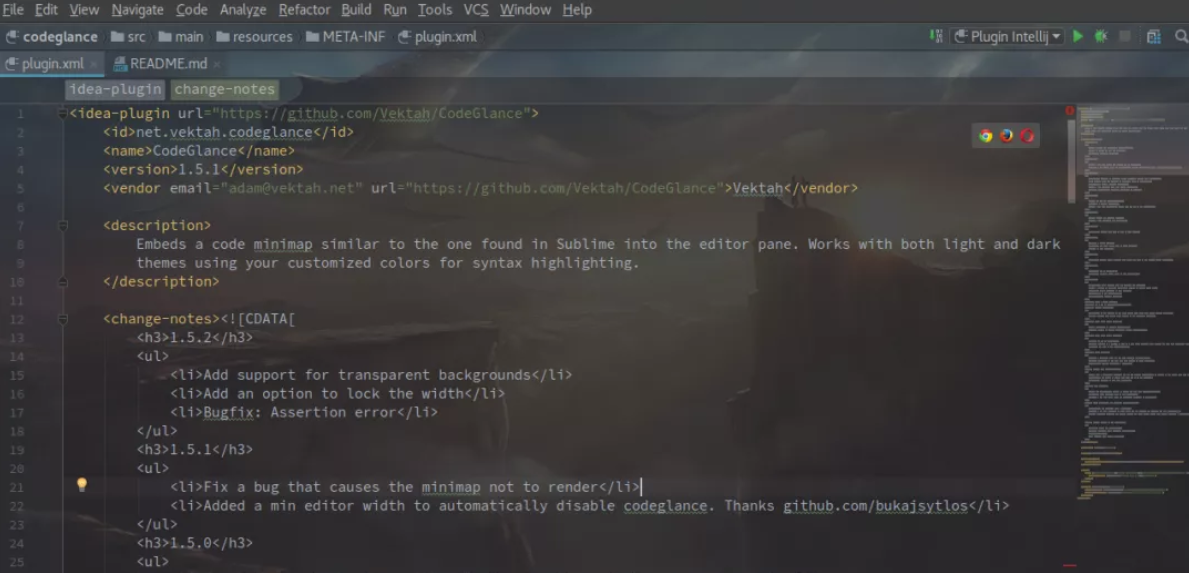 File Edit View Navigate Code Analyze Refactor Build Run Tools VCS Window Help
codeglance src main resources META-INF plugin.xml Plugin Intellij
plugin.xml README.md
idea-plugin change-notes
1 <idea-plugin url="https://github.com/Vektah/CodeGlance">
2 <id>net.vektah.codeglance</id>
3 <name>CodeGlance</name>
4 <version>1.5.1</version>
5 <vendor email="adam@vektah.net" url="https://github.com/Vektah/CodeGlance">Vektah</vendor>
6
7 <description>
8 Embeds a code minimap similar to the one found in Sublime into the editor pane. Works with both light and dark
9 themes using your customized colors for syntax highlighting.
10 </description>
11
12 <change-notes><![CDATA[
13 <h3>1.5.2</h3>
14 <ul>
15 <li>Add support for transparent backgrounds</li>
16 <li>Add an option to lock the width</li>
17 <li>Bugfix: Assertion error</li>
18 </ul>
19 <h3>1.5.1</h3>
20 <ul>
21 <li>Fix a bug that causes the minimap not to render</li>
22 <li>Added a min editor width to automatically disable codeglance. Thanks github.com/bukajsytlos</li>
23 </ul>
24 <h3>1.5.0</h3>
25 <ul>